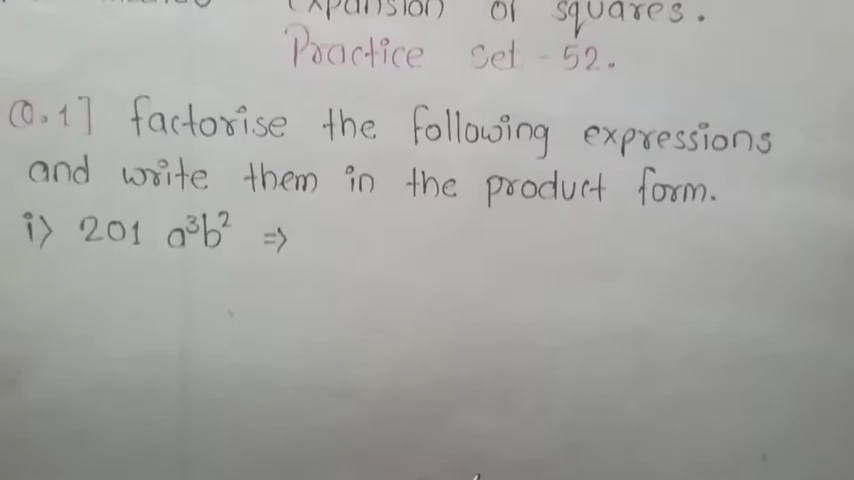 expansion of squares.
Practice set - 52.
Q.1] factorise the following expressions
and write them in the product form.
i) 201 a³b² ⇒